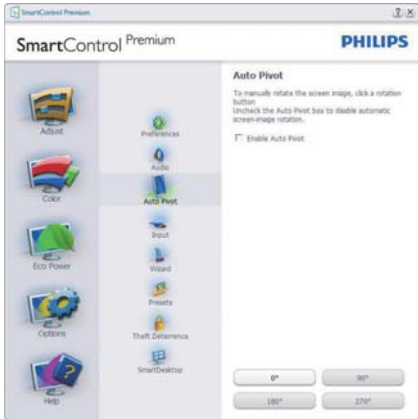 SmartControl Premium
SmartControl Premium
PHILIPS
Adjust
Color
Eco Power
Options
Help
Preferences
Audio
Auto Pivot
Input
Wizard
Presets
Theft Deterrence
SmartDesktop
Auto Pivot
To manually rotate the screen image, click a rotation
button
Uncheck the Auto Pivot box to disable automatic
screen-image rotation.
Enable Auto Pivot
0°
90°
180°
270°